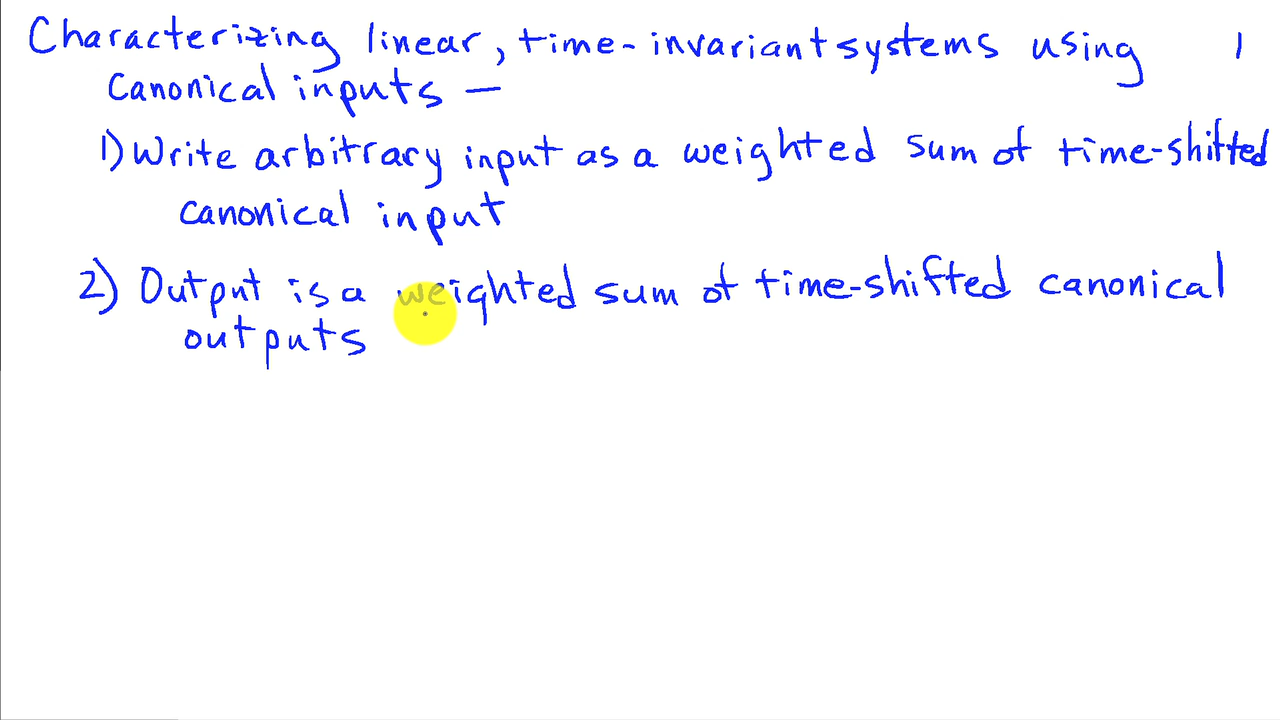 Characterizing linear, time-invariant systems using 1
Canonical inputs —
1) Write arbitrary input as a weighted sum of time-shifted
canonical input
2) Output is a weighted sum of time-shifted canonical
outputs